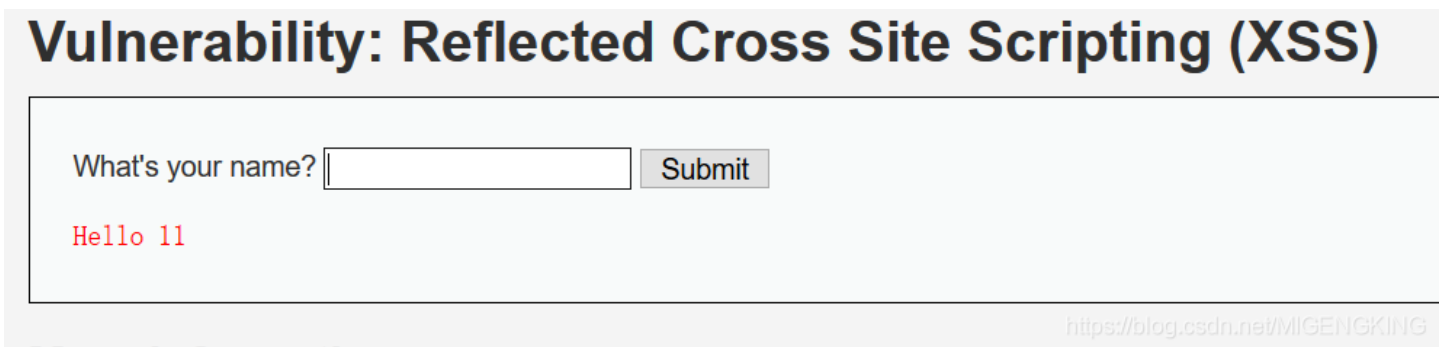 Vulnerability: Reflected Cross Site Scripting (XSS)
What's your name? Submit
Hello 11
https://blog.csdn.net/MIGENGKING